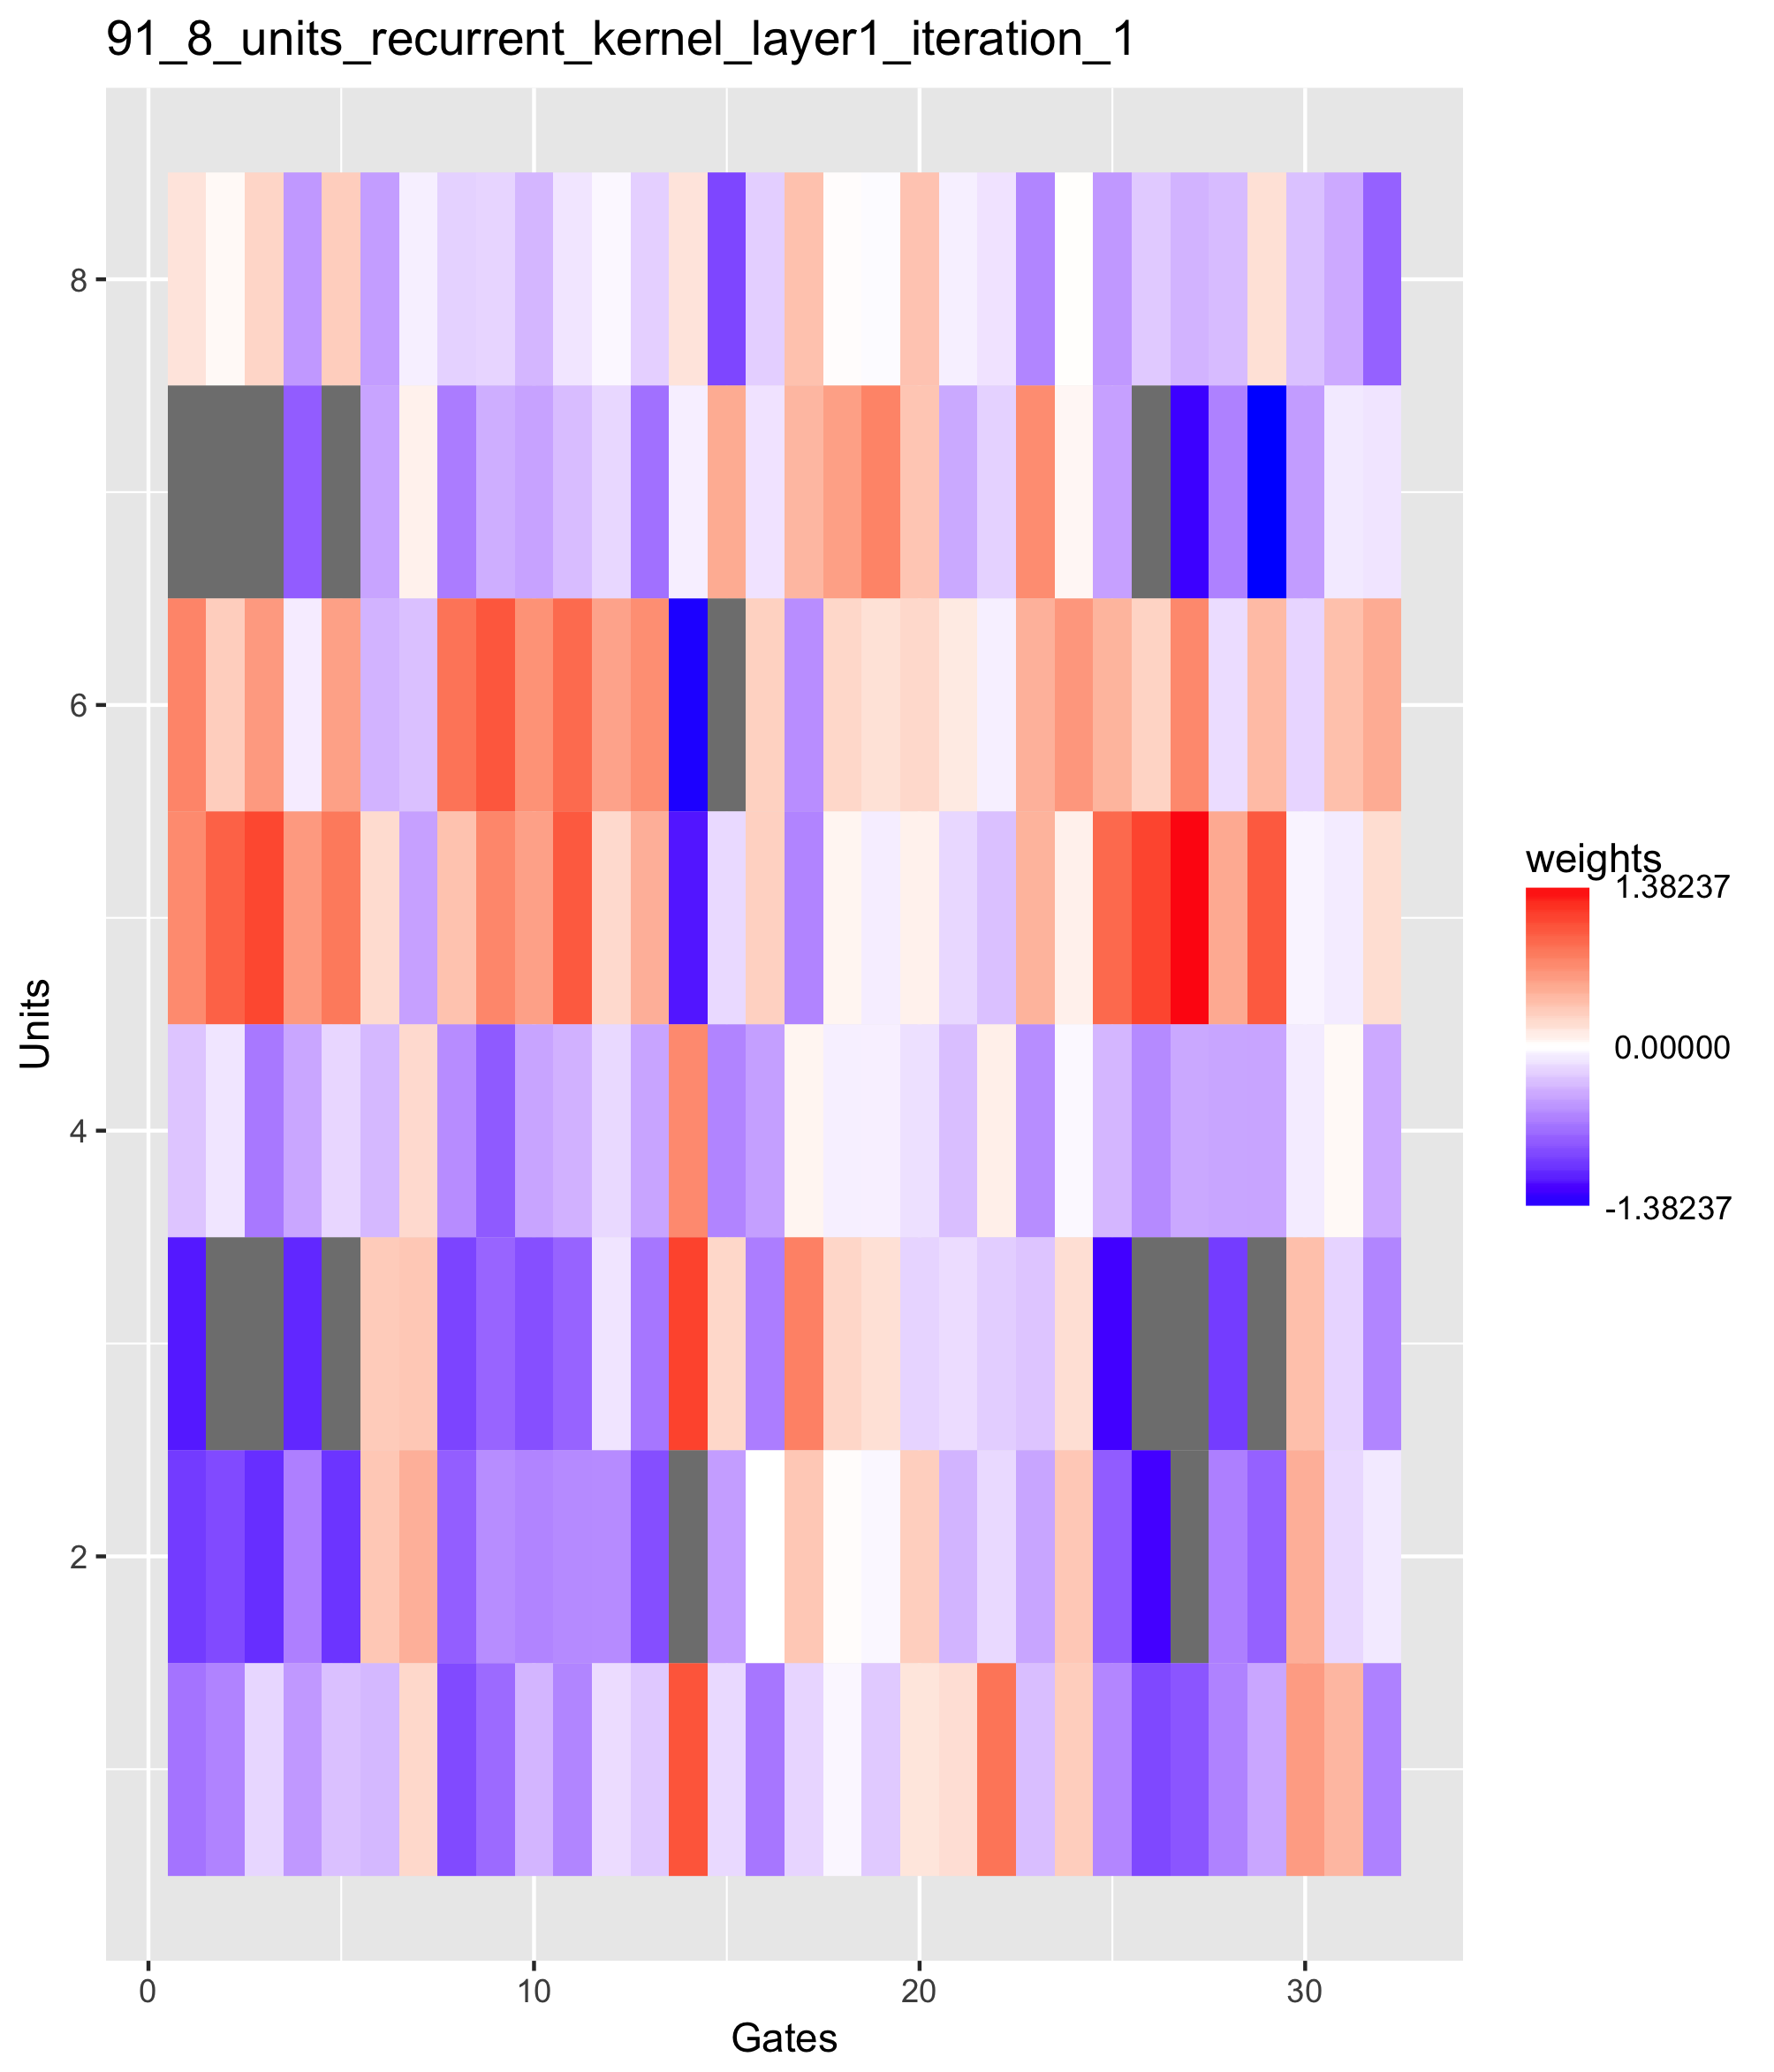 91_8_units_recurrent_kernel_layer1_iteration_1
8
6
4
2
Units
0
10
20
30
Gates
weights
1.38237
0.00000
-1.38237